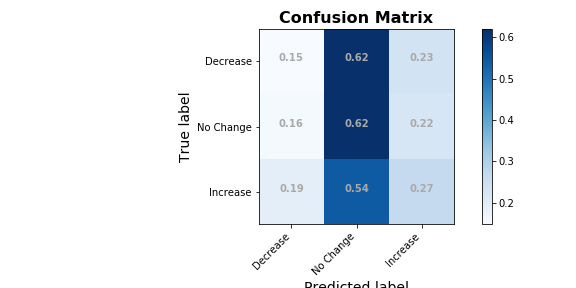 Confusion Matrix
True label
Decrease 0.15 0.62 0.23
No Change 0.16 0.62 0.22
Increase 0.19 0.54 0.27
Decrease No Change Increase
Predicted label
0.6
0.5
0.4
0.3
0.2